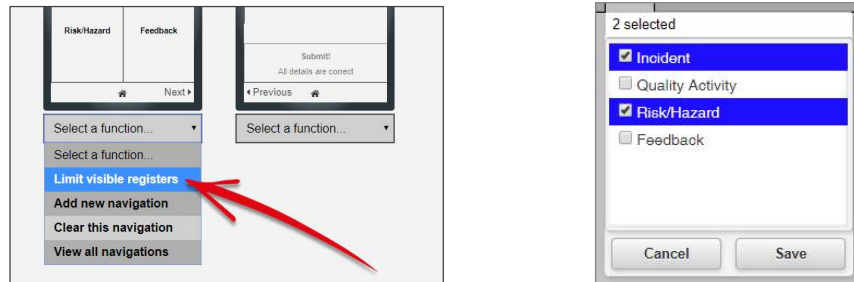 Risk/Hazard Feedback
Submit!
All details are correct
Next
Previous
Select a function...
Select a function...
Select a function...
Limit visible registers
Add new navigation
Clear this navigation
View all navigations
2 selected
Incident
Quality Activity
Risk/Hazard
Feedback
Cancel Save